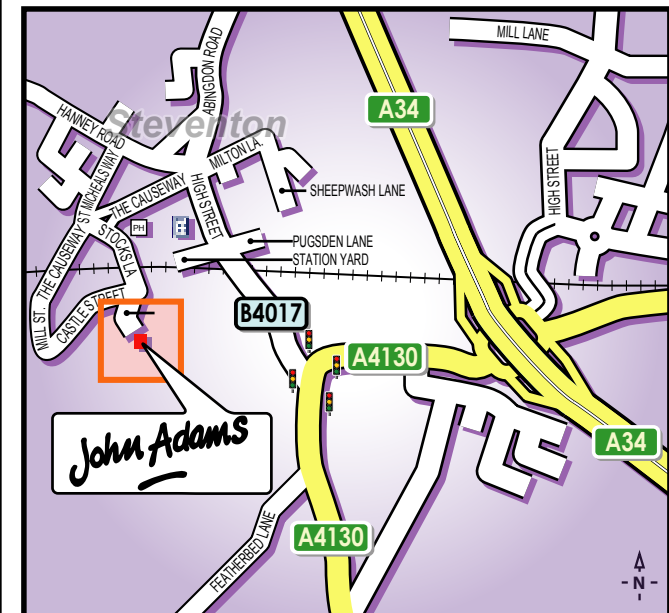 MILL LANE
ABINGDON ROAD
A34
HANNEY ROAD
Steventon
MILTON LA.
ST MICHEALS WAY
THE CAUSEWAY
HIGH STREET
SHEEPWASH LANE
HIGH STREET
THE CAUSEWAY
STOCKS LA
PH
PUGSDEN LANE
STATION YARD
MILL ST.
CASTLE STREET
B4017
A4130
John Adams
A34
A4130
FEATHERBED LANE
N